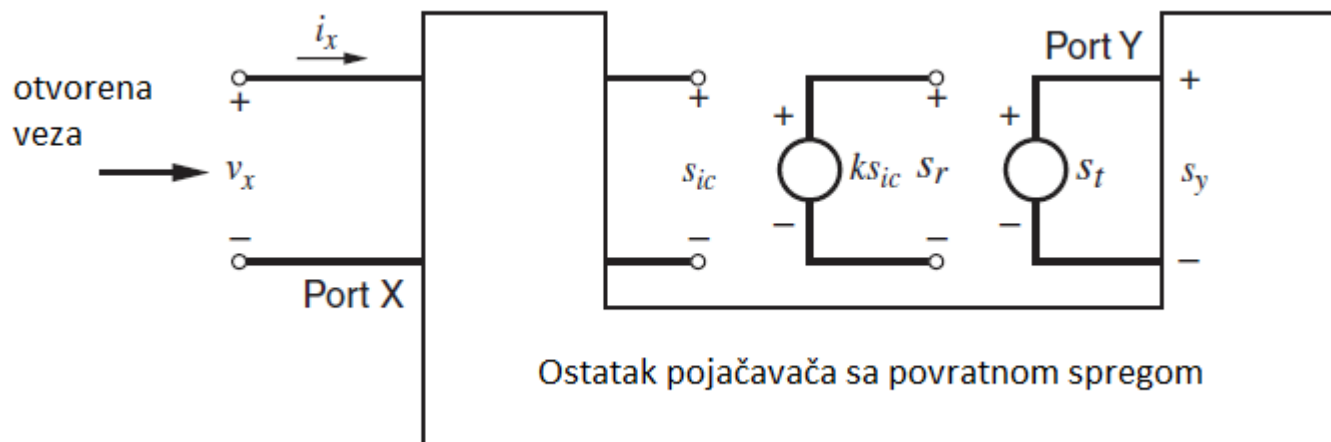 i_x
otvorena
veza
+
v_x
−
Port X
+
s_ic
−
+
−
ks_ic
+
s_r
−
+
−
s_t
Port Y
+
s_y
−
Ostatak pojačavača sa povratnom spregom